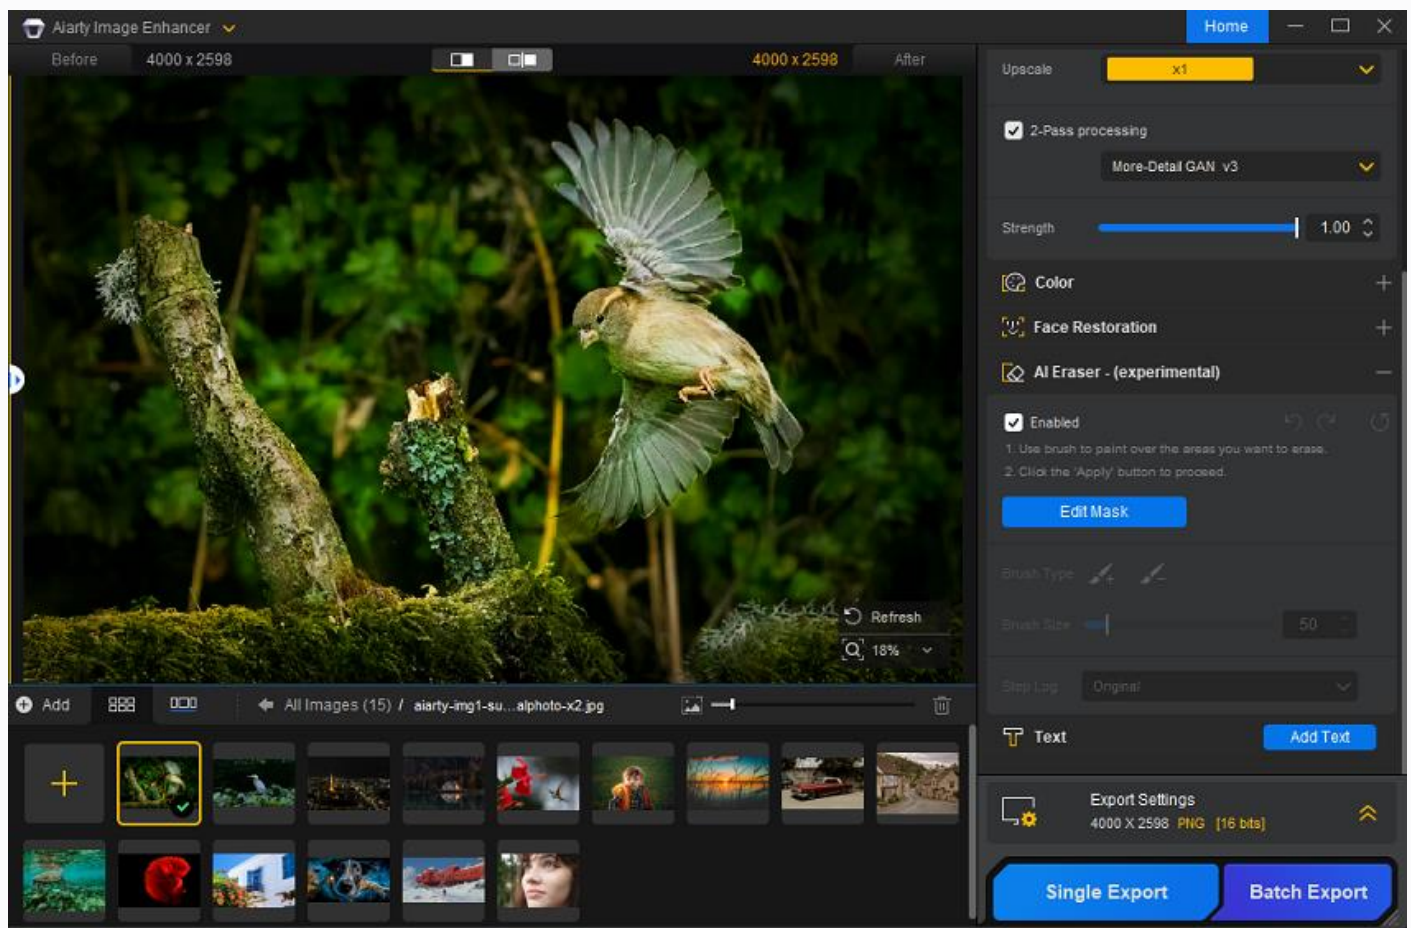 Aiarty Image Enhancer
Home
Before
4000 x 2598
4000 x 2598
After
Upscale
x1
2-Pass processing
More-Detail GAN v3
Strength
1.00
Color
Face Restoration
AI Eraser - (experimental)
Enabled
1. Use brush to paint over the areas you want to erase.
2. Click the 'Apply' button to proceed.
Edit Mask
Brush Type
Brush Size
50
Step Log
Original
Refresh
18%
Add
All Images (15) / aiarty-img1-su...alphoto-x2.jpg
Text
Add Text
Export Settings
4000 X 2598 PNG [16 bits]
Single Export
Batch Export